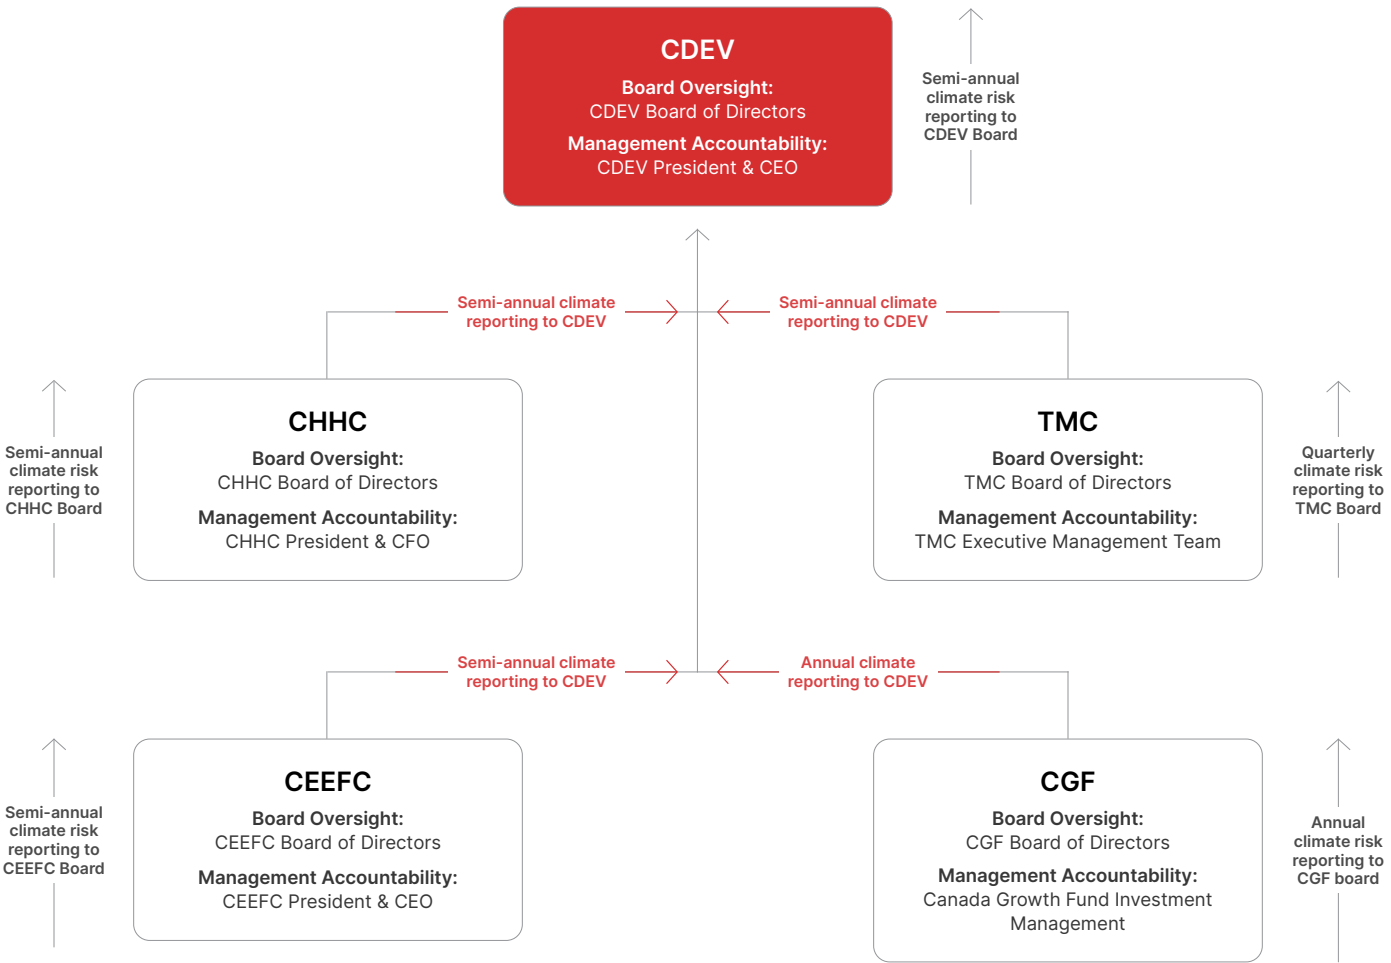 CDEV
Board Oversight:
CDEV Board of Directors
Management Accountability:
CDEV President & CEO
Semi-annual
climate risk
reporting to
CDEV Board
Semi-annual climate
reporting to CDEV
Semi-annual climate
reporting to CDEV
Semi-annual
climate risk
reporting to
CHHC Board
CHHC
Board Oversight:
CHHC Board of Directors
Management Accountability:
CHHC President & CFO
TMC
Board Oversight:
TMC Board of Directors
Management Accountability:
TMC Executive Management Team
Quarterly
climate risk
reporting to
TMC Board
Semi-annual climate
reporting to CDEV
Annual climate
reporting to CDEV
Semi-annual
climate risk
reporting to
CEEFC Board
CEEFC
Board Oversight:
CEEFC Board of Directors
Management Accountability:
CEEFC President & CEO
CGF
Board Oversight:
CGF Board of Directors
Management Accountability:
Canada Growth Fund Investment
Management
Annual
climate risk
reporting to
CGF board